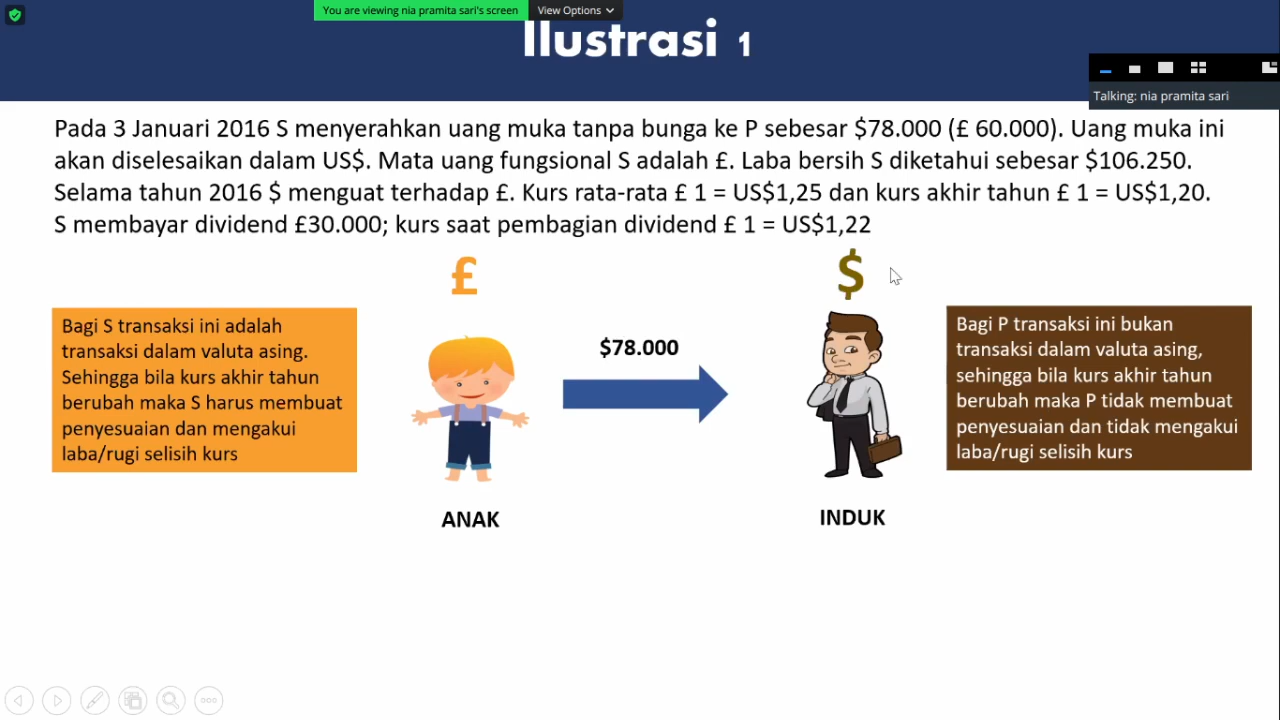 You are viewing nia pramita sari's screen
View Options
Ilustrasi 1
Talking: nia pramita sari
Pada 3 Januari 2016 S menyerahkan uang muka tanpa bunga ke P sebesar $78.000 (£ 60.000). Uang muka ini
akan diselesaikan dalam US$. Mata uang fungsional S adalah £. Laba bersih S diketahui sebesar $106.250.
Selama tahun 2016 $ menguat terhadap £. Kurs rata-rata £ 1 = US$1,25 dan kurs akhir tahun £ 1 = US$1,20.
S membayar dividend £30.000; kurs saat pembagian dividend £ 1 = US$1,22
£
$
Bagi S transaksi ini adalah
transaksi dalam valuta asing.
Sehingga bila kurs akhir tahun
berubah maka S harus membuat
penyesuaian dan mengakui
laba/rugi selisih kurs
$78.000
Bagi P transaksi ini bukan
transaksi dalam valuta asing,
sehingga bila kurs akhir tahun
berubah maka P tidak membuat
penyesuaian dan tidak mengakui
laba/rugi selisih kurs
ANAK
INDUK